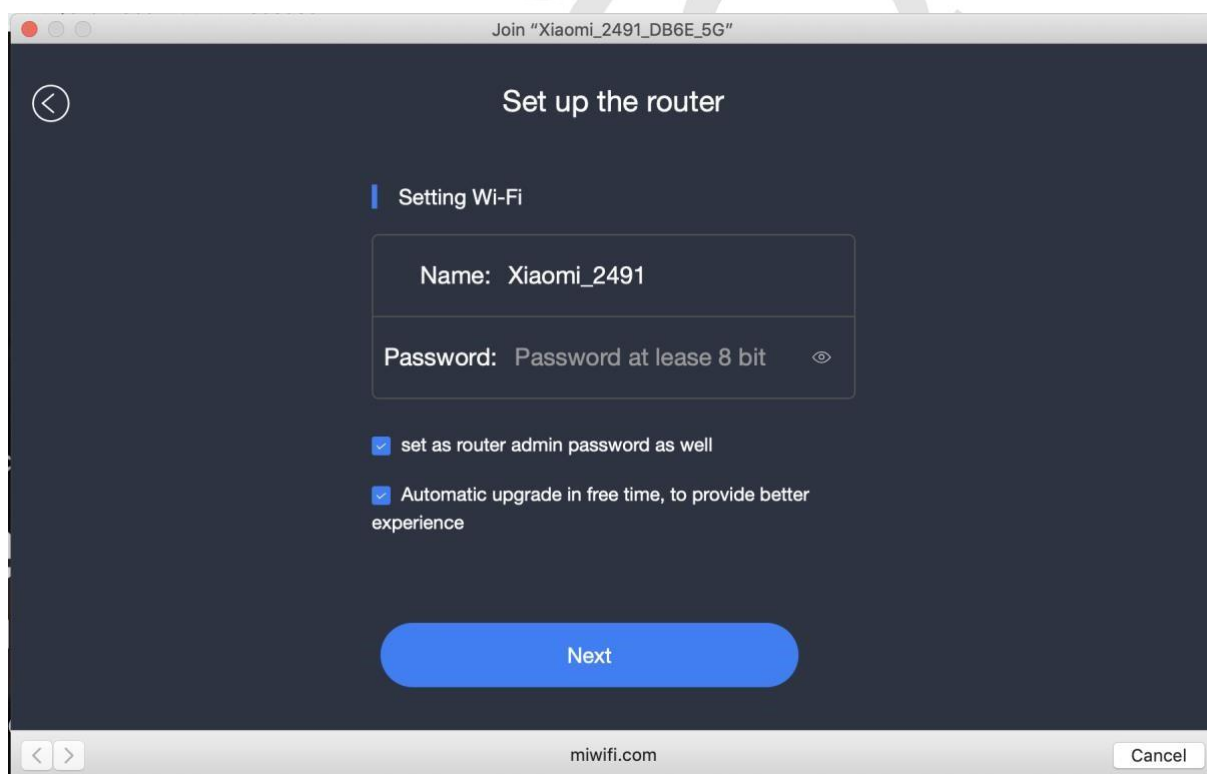 Join “Xiaomi_2491_DB6E_5G”
Set up the router
Setting Wi-Fi
Name: Xiaomi_2491
Password: Password at lease 8 bit
set as router admin password as well
Automatic upgrade in free time, to provide better
experience
Next
miwifi.com
Cancel